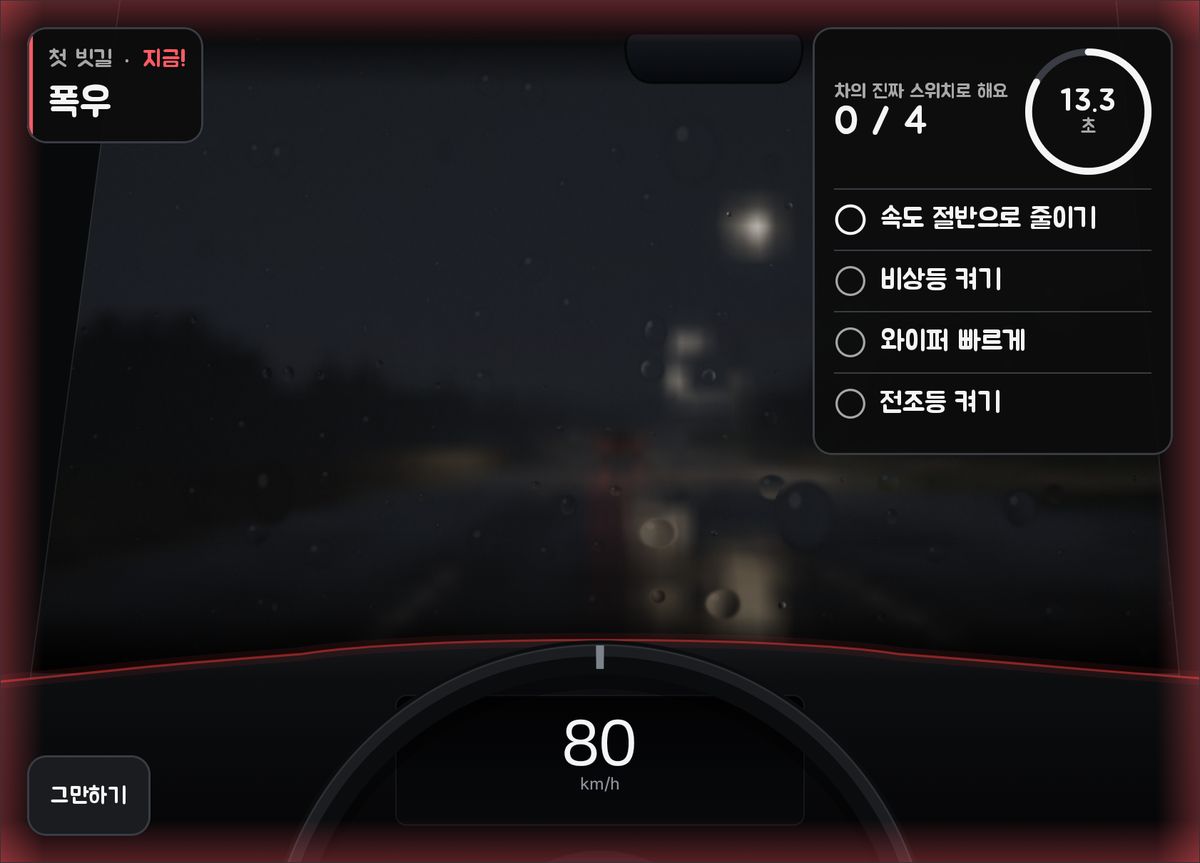 첫 빗길 · 지금!
폭우
차의 진짜 스위치로 해요
0 / 4
13.3
초
속도 절반으로 줄이기
비상등 켜기
와이퍼 빠르게
전조등 켜기
80
km/h
그만하기